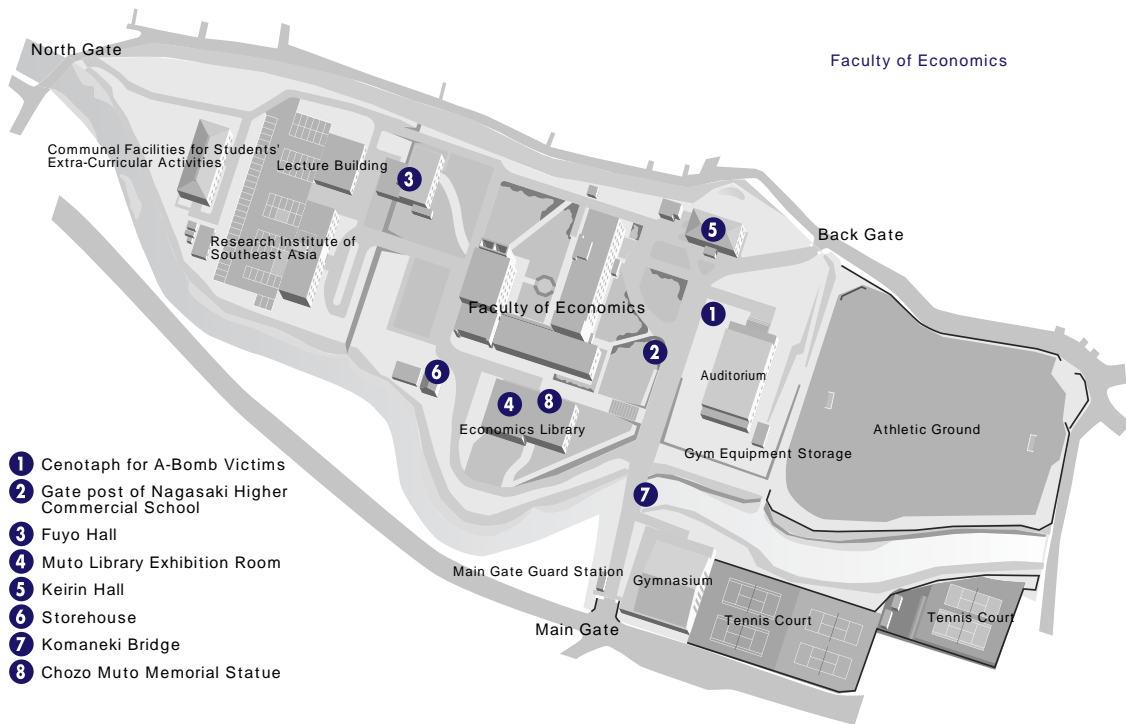 Faculty of Economics
North Gate
Communal Facilities for Students'
Extra-Curricular Activities
Lecture Building
3
5
Back Gate
Research Institute of
Southeast Asia
Faculty of Economics
1
2
6
Auditorium
4
8
Economics Library
Athletic Ground
Gym Equipment Storage
7
Main Gate Guard Station
Gymnasium
Main Gate
Tennis Court
Tennis Court
1 Cenotaph for A-Bomb Victims
2 Gate post of Nagasaki Higher
Commercial School
3 Fuyo Hall
4 Muto Library Exhibition Room
5 Keirin Hall
6 Storehouse
7 Komaneki Bridge
8 Chozo Muto Memorial Statue